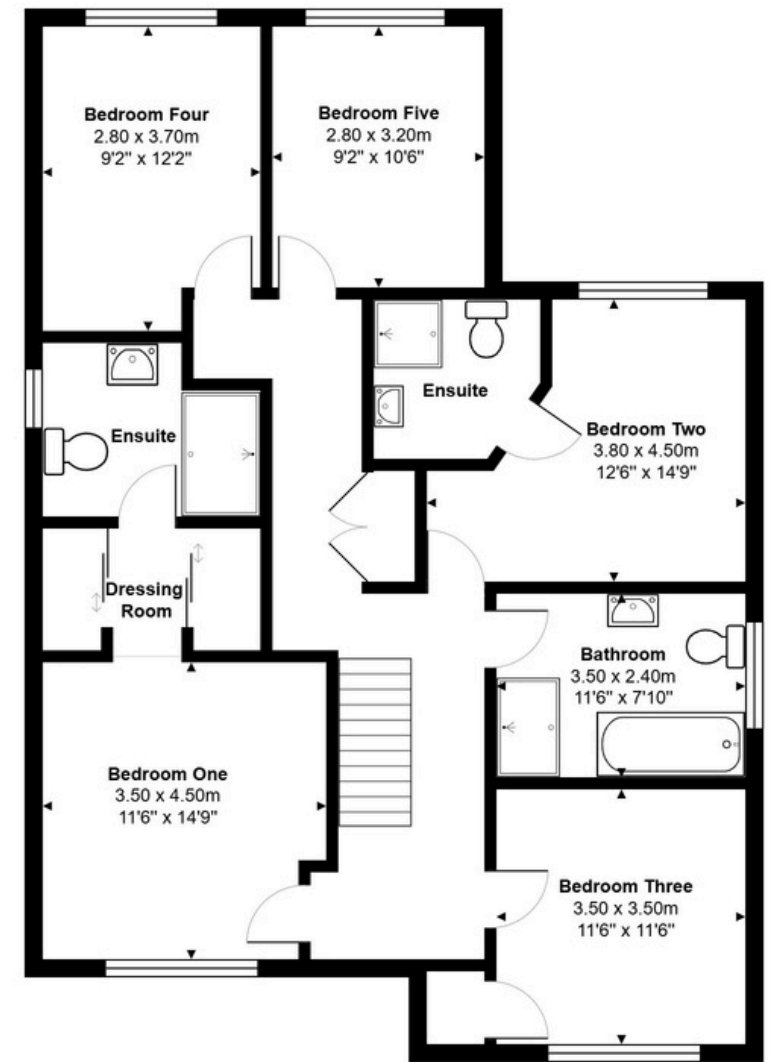 Bedroom Four
2.80 x 3.70m
9'2" x 12'2"
Bedroom Five
2.80 x 3.20m
9'2" x 10'6"
Ensuite
Ensuite
Bedroom Two
3.80 x 4.50m
12'6" x 14'9"
Dressing
Room
Bathroom
3.50 x 2.40m
11'6" x 7'10"
Bedroom One
3.50 x 4.50m
11'6" x 14'9"
Bedroom Three
3.50 x 3.50m
11'6" x 11'6"